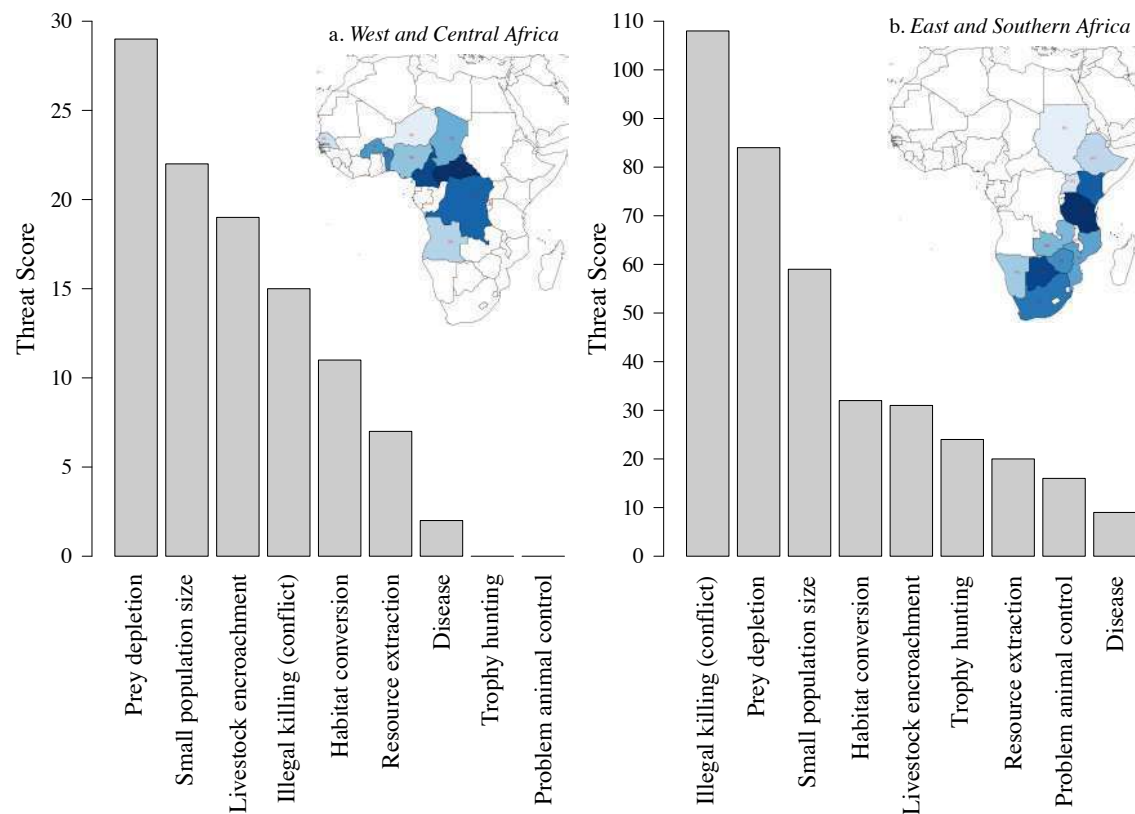 a. West and Central Africa
Threat Score
30
25
20
15
10
5
0
Prey depletion
Small population size
Livestock encroachment
Illegal killing (conflict)
Habitat conversion
Resource extraction
Disease
Trophy hunting
Problem animal control
b. East and Southern Africa
Threat Score
110
100
90
80
70
60
50
40
30
20
10
0
Illegal killing (conflict)
Prey depletion
Small population size
Habitat conversion
Livestock encroachment
Trophy hunting
Resource extraction
Problem animal control
Disease